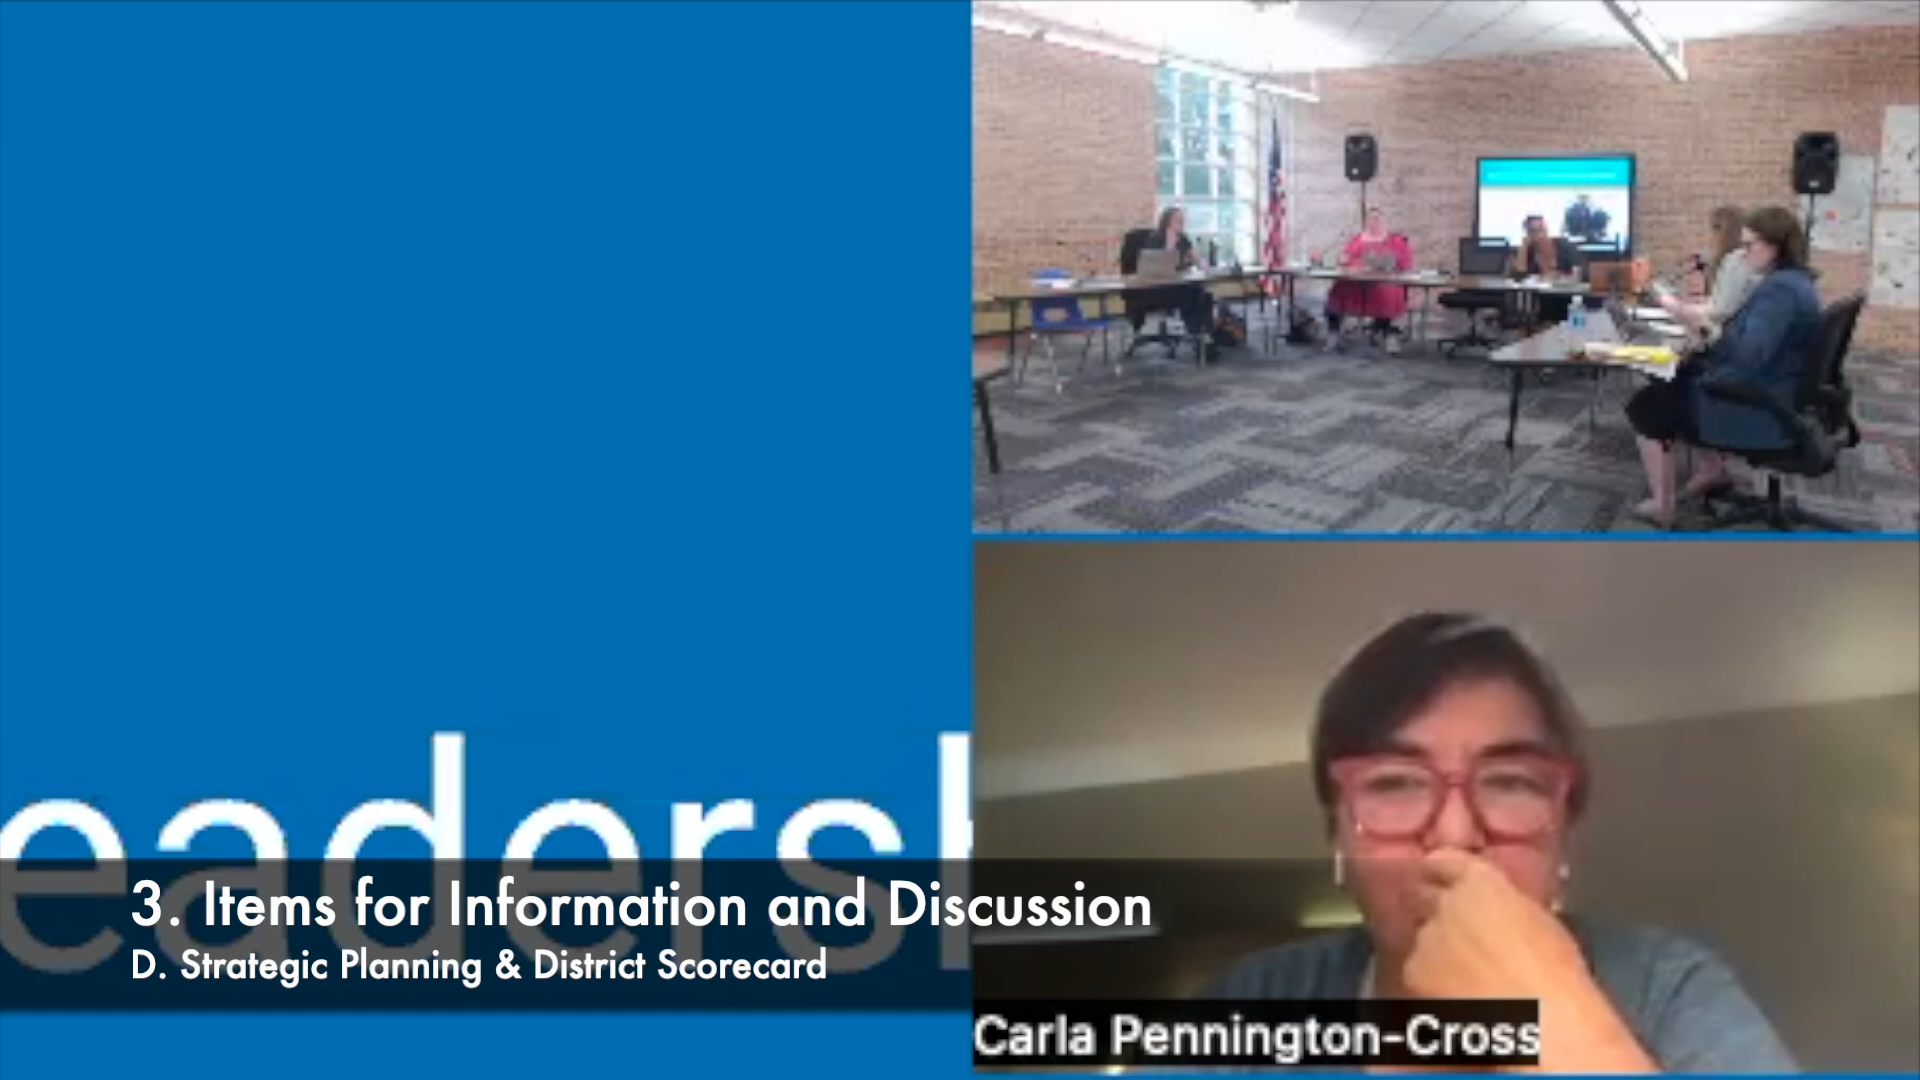 eadersh
3. Items for Information and Discussion
D. Strategic Planning & District Scorecard
Carla Pennington-Cross